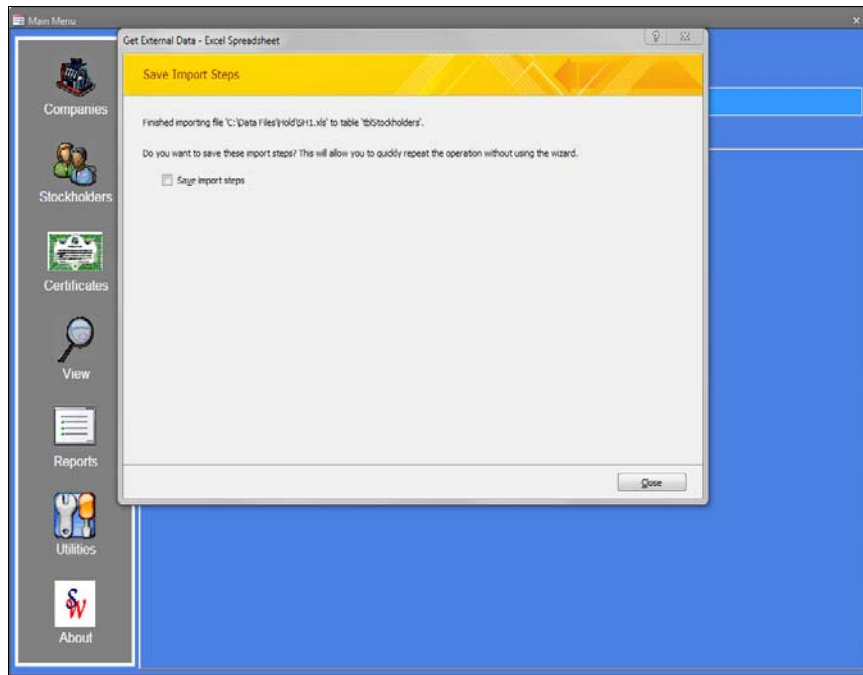 Main Menu
Get External Data - Excel Spreadsheet
Save Import Steps
Finished importing file 'C:\Data Files\Hold\SH1.xls' to table 'tblStockholders'.
Do you want to save these import steps? This will allow you to quickly repeat the operation without using the wizard.
Save import steps
Close
Companies
Stockholders
Certificates
View
Reports
Utilities
SW
About